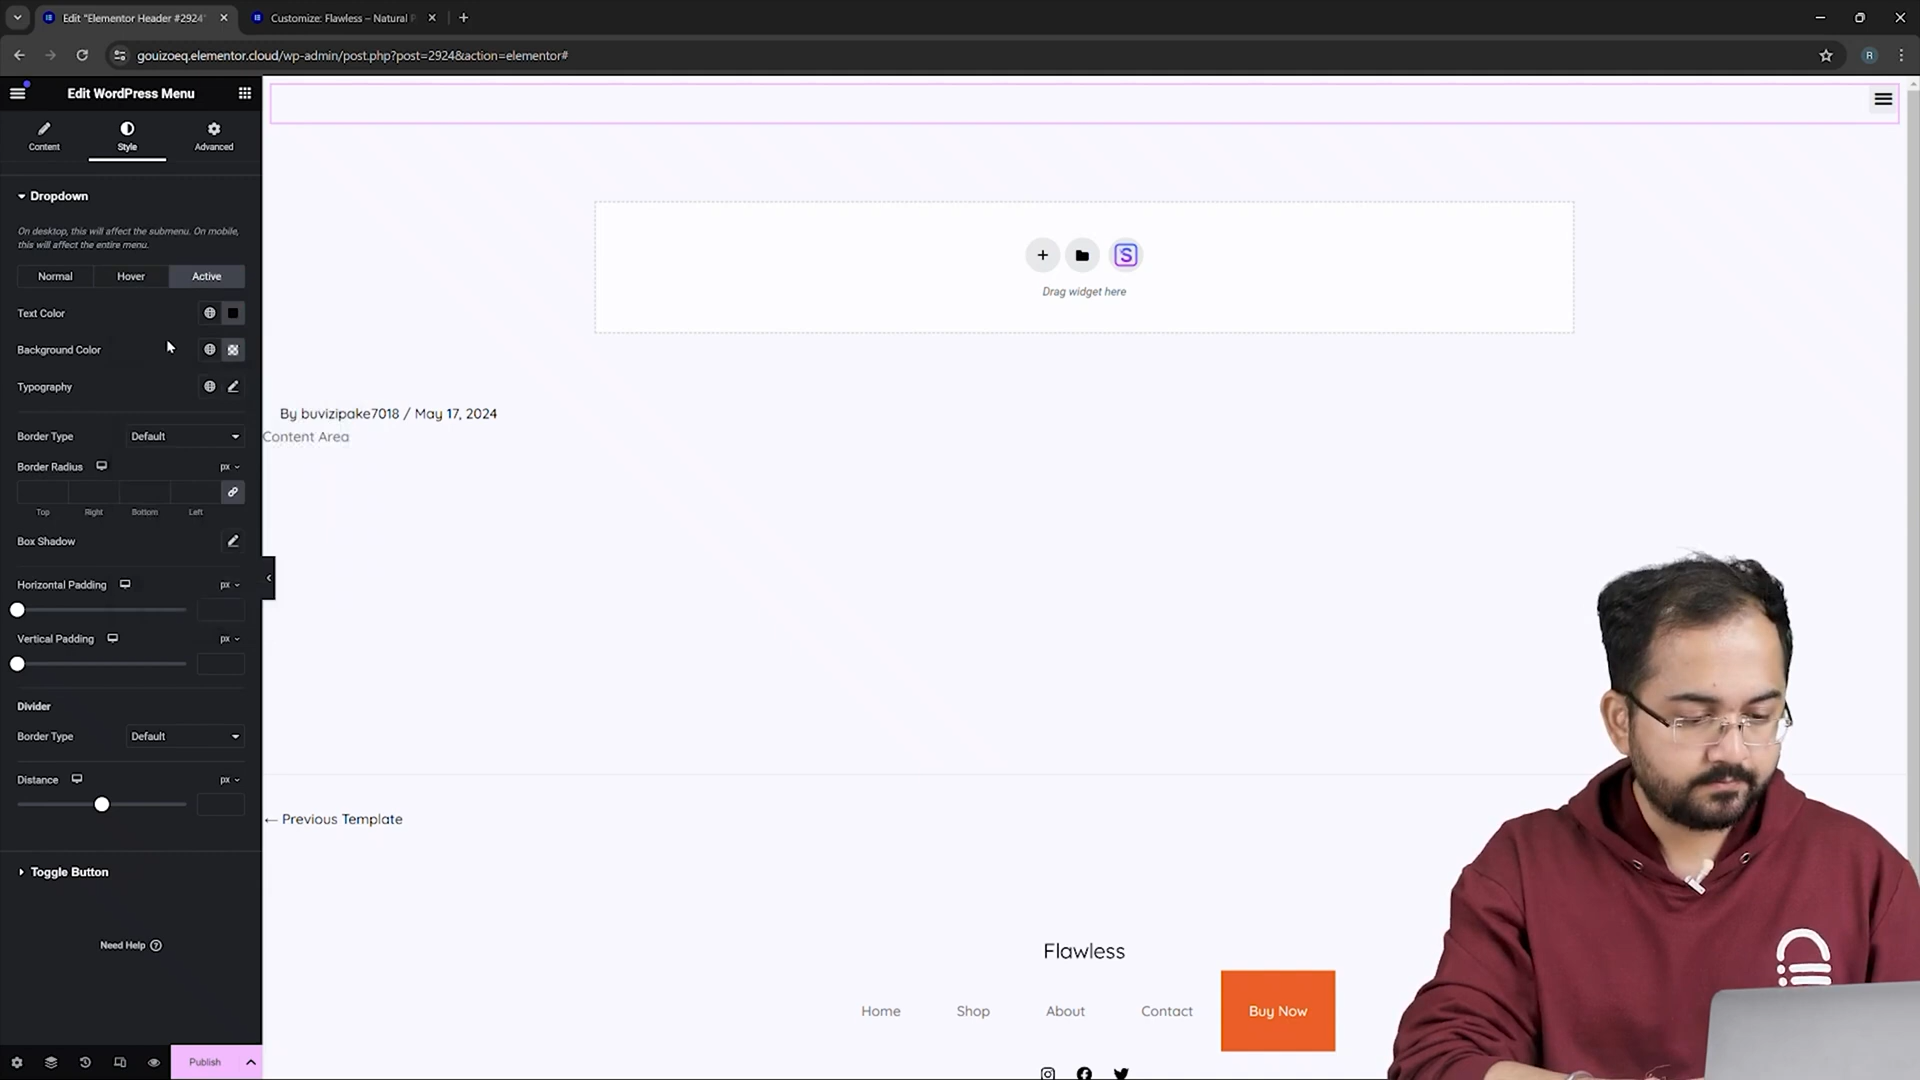 Edit "Elementor Header #2924"
Customize: Flawless – Natural P
gouizoeq.elementor.cloud/wp-admin/post.php?post=2924&action=elementor#
R
Edit WordPress Menu
Content
Style
Advanced
Dropdown
On desktop, this will affect the submenu. On mobile,
this will affect the entire menu.
Normal
Hover
Active
Text Color
Background Color
Typography
Border Type
Default
Border Radius
px
Top
Right
Bottom
Left
Box Shadow
Horizontal Padding
px
Vertical Padding
px
Divider
Border Type
Default
Distance
px
Toggle Button
Need Help
Publish
S
Drag widget here
By buvizipake7018 / May 17, 2024
Content Area
← Previous Template
Flawless
Home
Shop
About
Contact
Buy Now